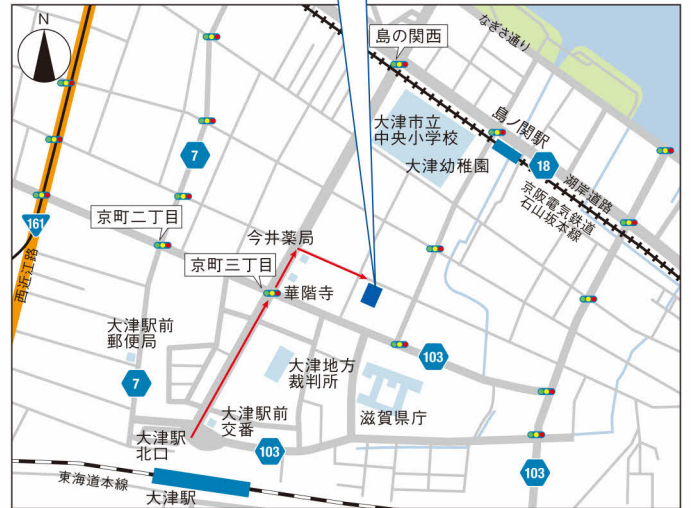 N
島の関西
なぎさ通り
大津市立
中央小学校
島ノ関駅
7
大津幼稚園
18
湖岸道路
京阪電気鉄道
石山坂本線
161
京町二丁目
今井薬局
西近江路
京町三丁目
華階寺
大津駅前
郵便局
大津地方
裁判所
103
7
滋賀県庁
大津駅前
交番
大津駅
北口
103
103
東海道本線
大津駅